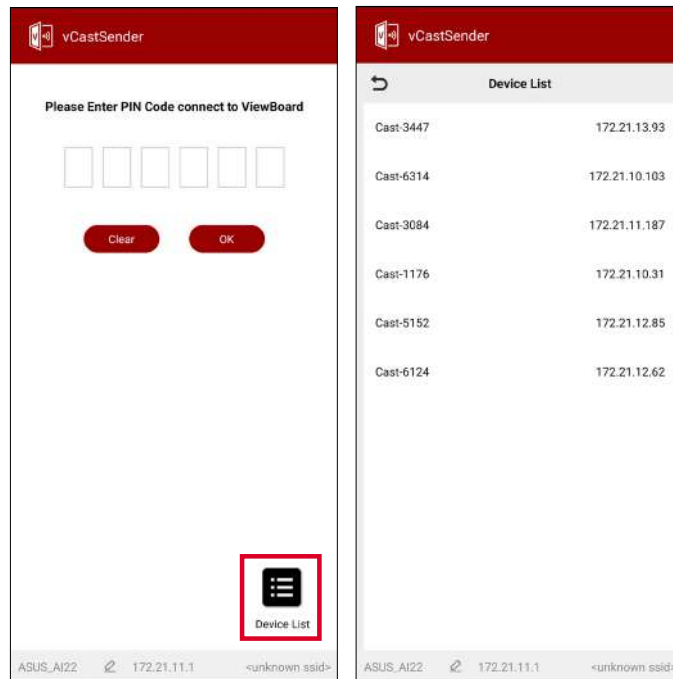 vCastSender
Please Enter PIN Code connect to ViewBoard
Clear
OK
Device List
ASUS_AI22 172.21.11.1 <unknown ssid>
vCastSender
Device List
Cast-3447 172.21.13.93
Cast-6314 172.21.10.103
Cast-3084 172.21.11.187
Cast-1176 172.21.10.31
Cast-5152 172.21.12.85
Cast-6124 172.21.12.62
ASUS_AI22 172.21.11.1 <unknown ssid>